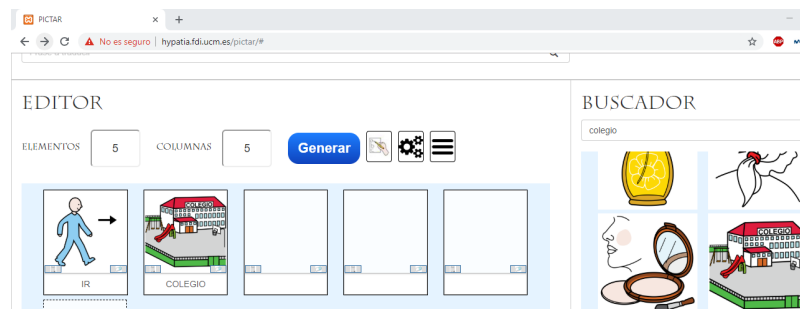 PICTAR
No es seguro
hypatia.fdi.ucm.es/pictar/#
ABP
EDITOR
ELEMENTOS
5
COLUMNAS
5
Generar
COLEGIO
IR
COLEGIO
BUSCADOR
colegio
COLEGIO